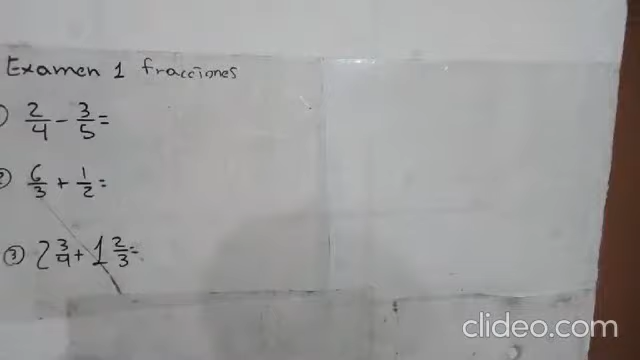 Examen 1 fracciones
2/4 - 3/5 =
② 6/3 + 1/2 =
③ 2 3/4 + 1 2/3 =
clideo.com